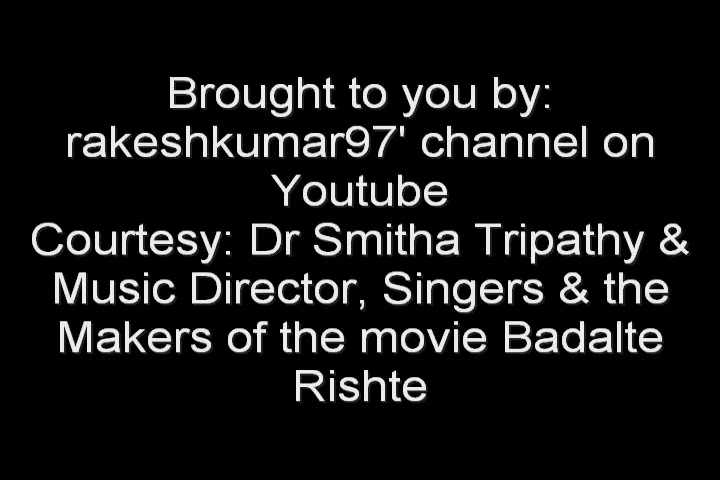 Brought to you by:
rakeshkumar97' channel on
Youtube
Courtesy: Dr Smitha Tripathy &
Music Director, Singers & the
Makers of the movie Badalte
Rishte